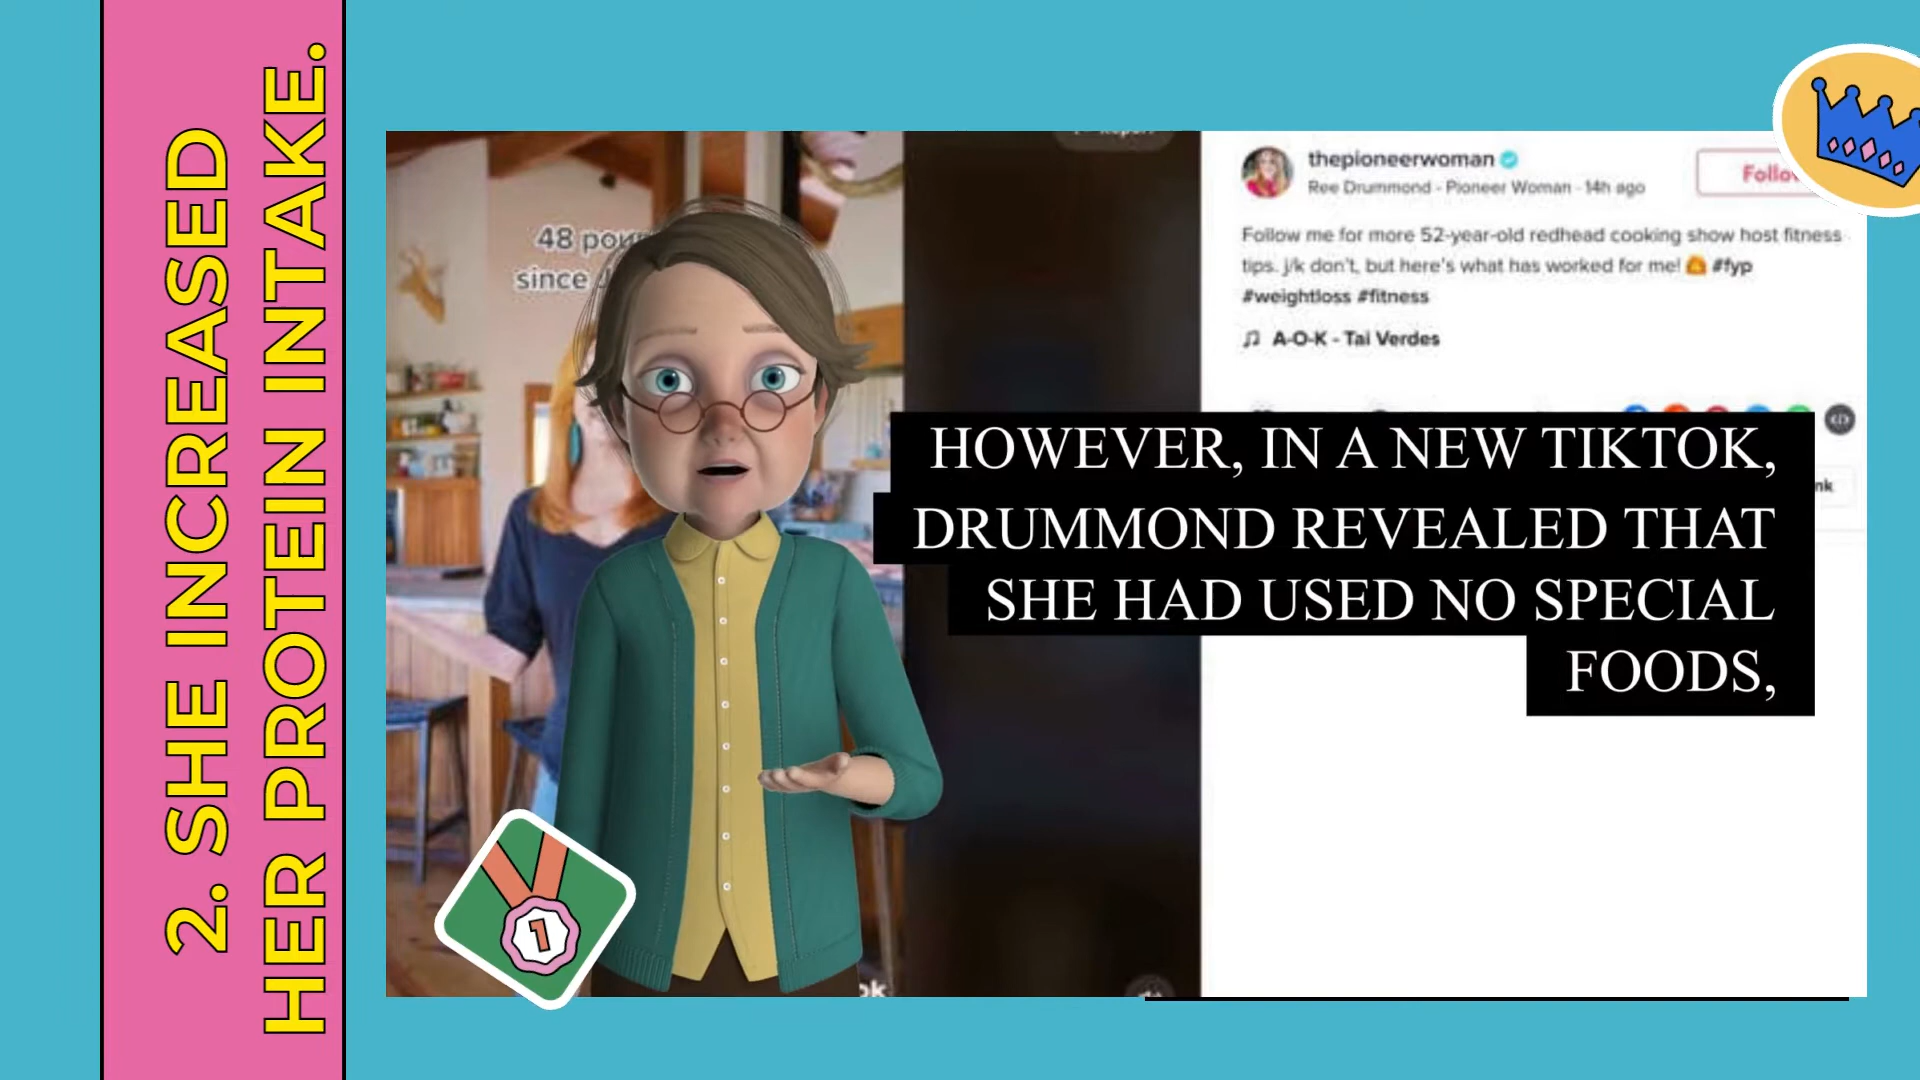 2. SHE INCREASED
HER PROTEIN INTAKE.
48
since
thepioneerwoman
Ree Drummond - Pioneer Woman · 14h ago
Follow me for more 52-year-old redhead cooking show host fitness
tips. j/k don't, but here's what has worked for me! #fyp
#weightloss #fitness
A-O-K - Tai Verdes
HOWEVER, IN A NEW TIKTOK,
DRUMMOND REVEALED THAT
SHE HAD USED NO SPECIAL
FOODS,
1